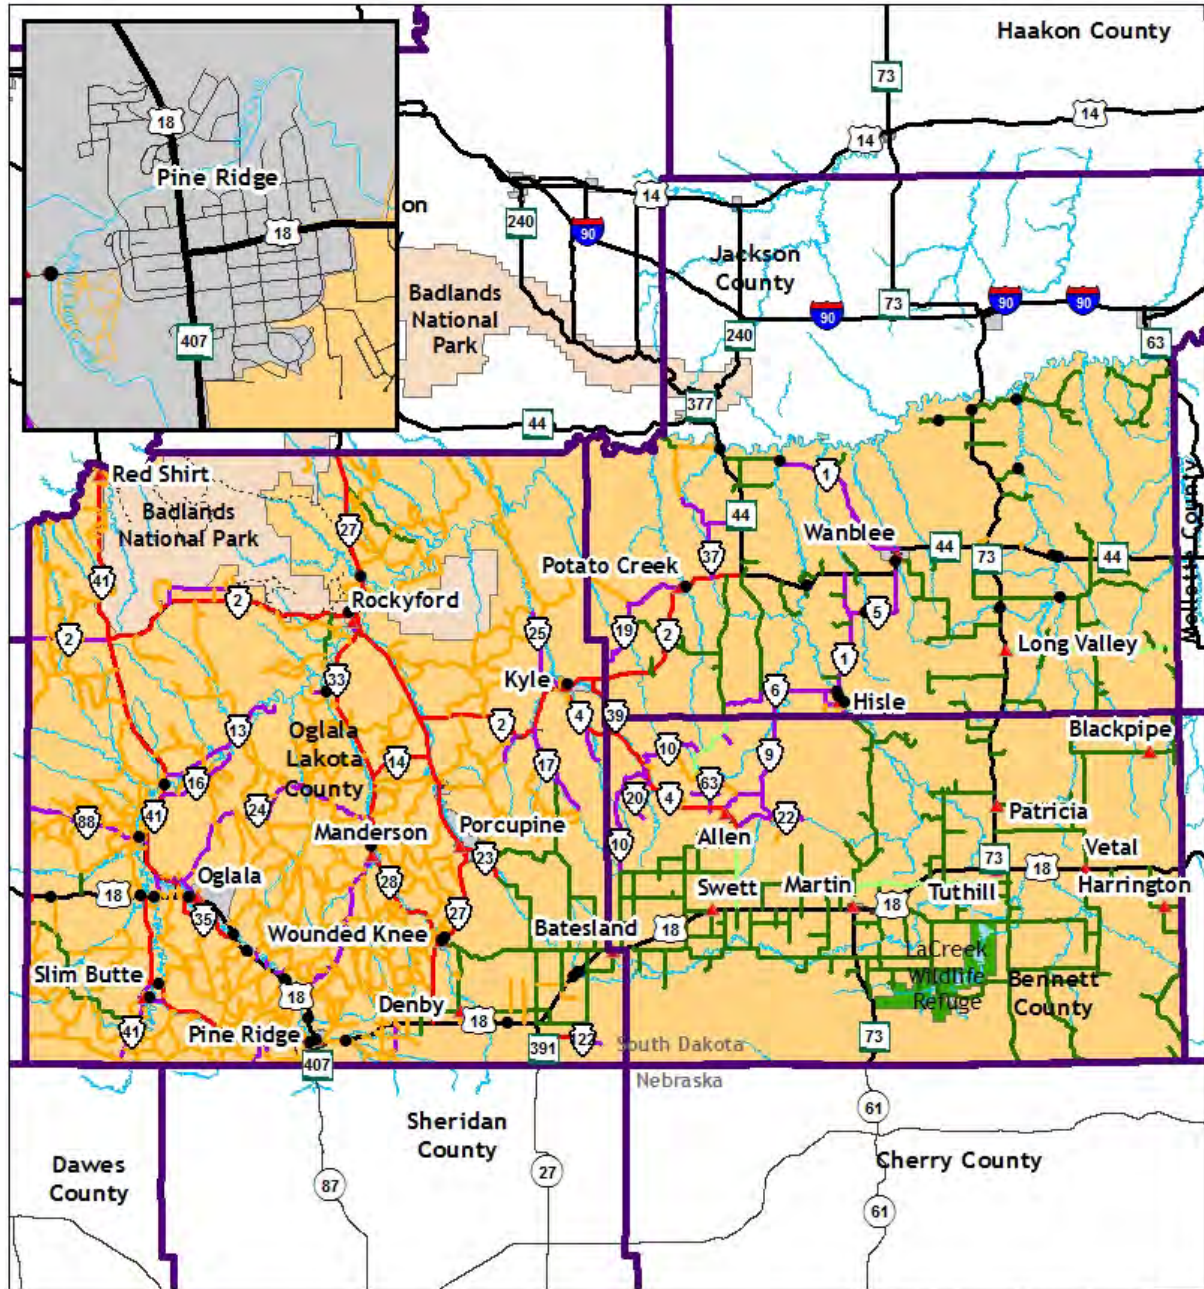 Haakon County
73
14
14
18
Pine Ridge
14
on
240
18
90
Jackson
County
Badlands
National
Park
90
90
73
90
407
240
63
377
44
Red Shirt
1
Badlands
National Park
44
Mellette County
27
Wanblee
44
73
44
37
41
Potato Creek
2
Rockyford
5
2
19
2
25
Long Valley
33
1
Kyle
6
Hisle
4
39
13
2
Oglala
Lakota
County
10
9
Blackpipe
14
17
16
63
24
20
4
41
88
22
Patricia
Manderson
Porcupine
Allen
10
Vetal
23
73
18
Oglala
28
Swett
Martin
Tuthill
Harrington
18
18
35
27
Batesland
18
Wounded Knee
LaCreek
Wildlife
Refuge
Slim Butte
Bennett
County
18
Denby
18
41
Pine Ridge
122
73
391
407
South Dakota
Nebraska
61
Sheridan
County
Dawes
County
Cherry County
27
87
61